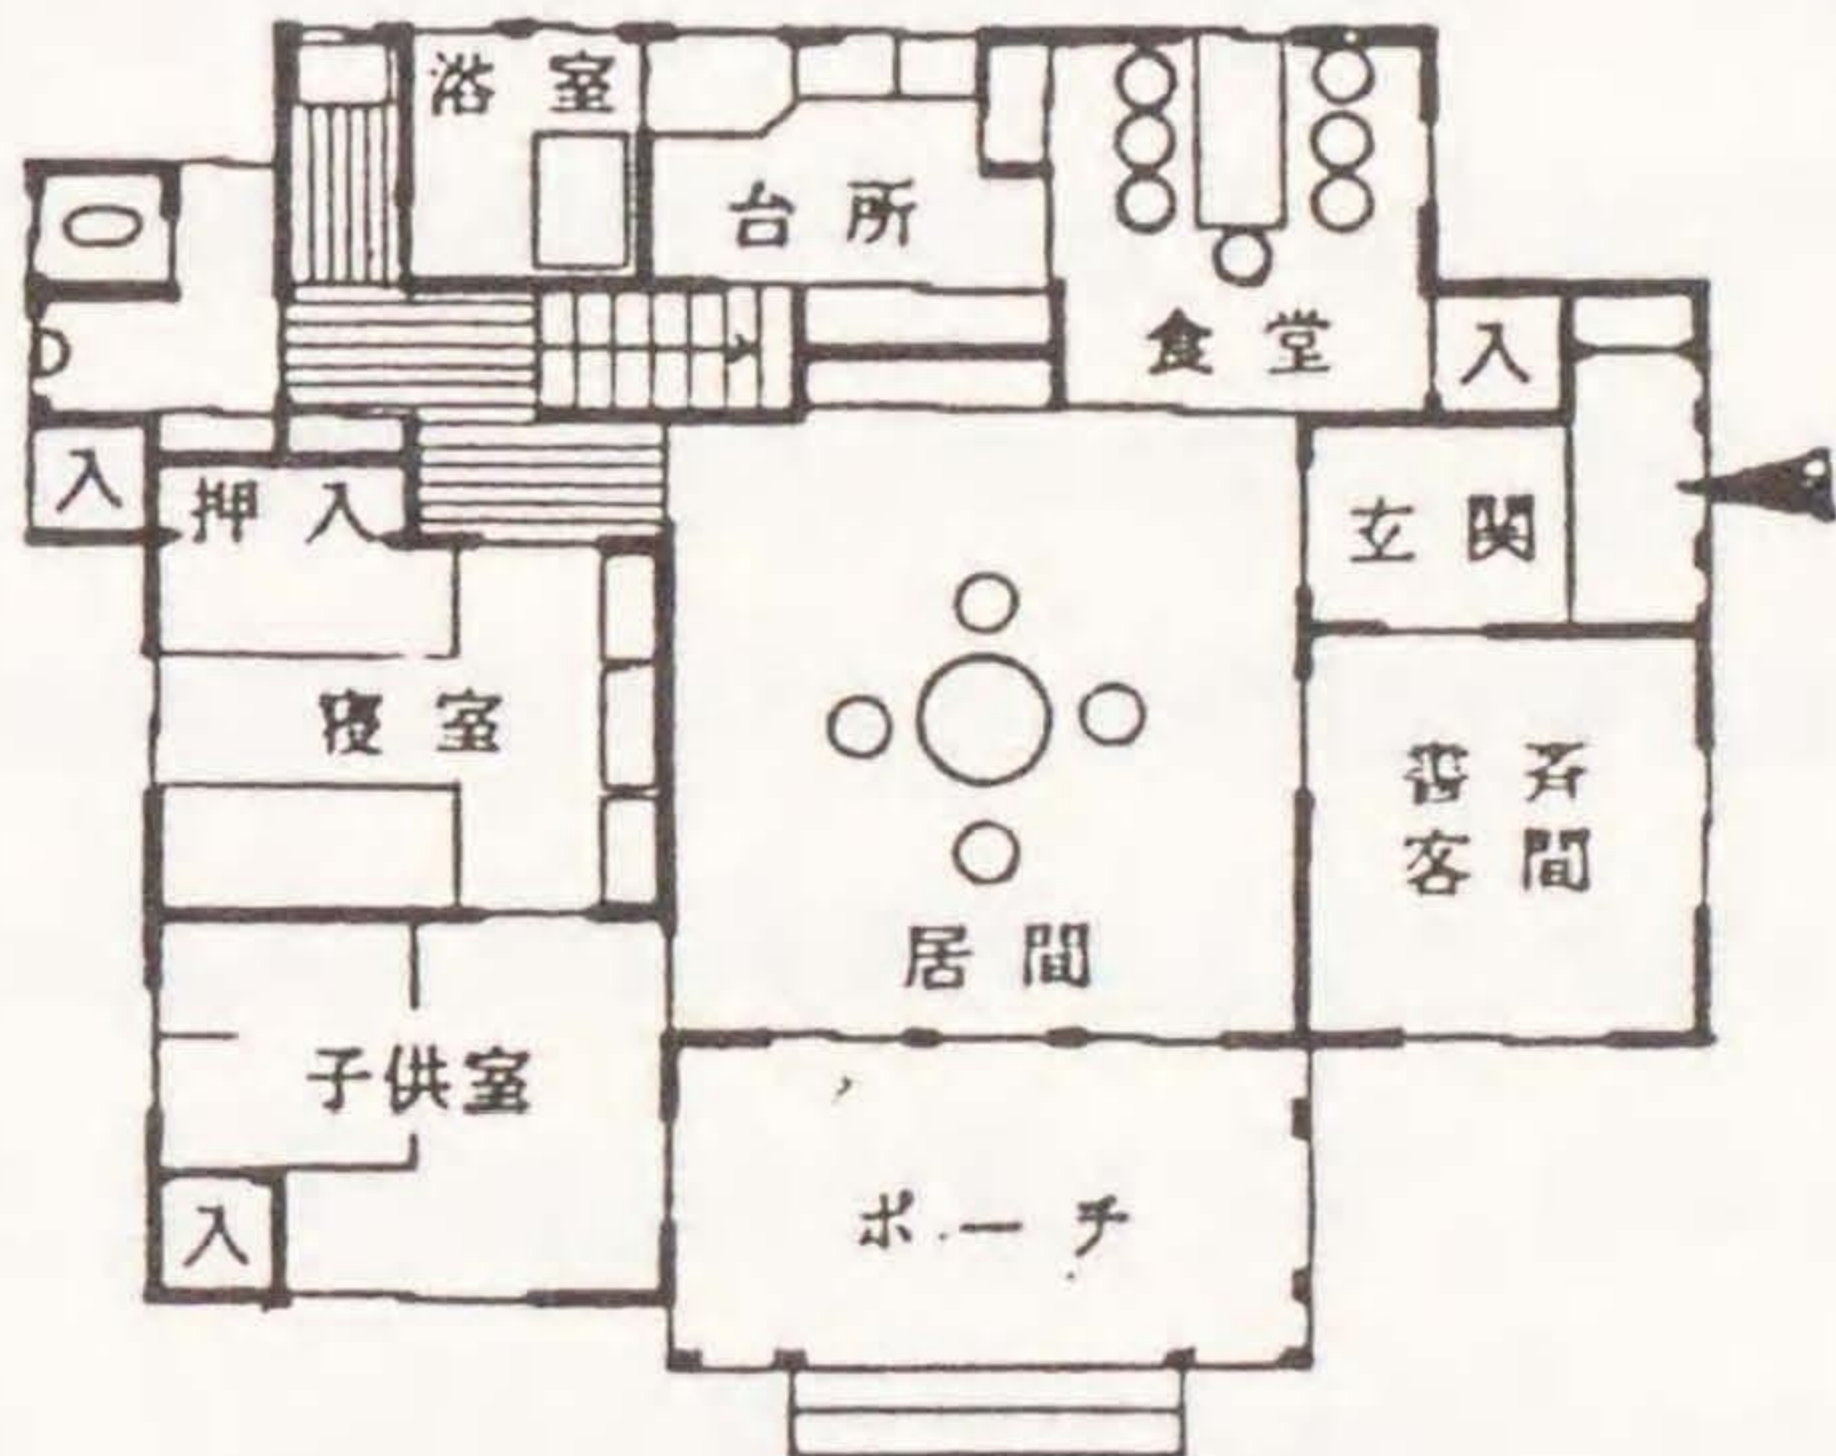 浴室
台所
食堂
入
入
押入
玄関
寝室
書斉
客間
居間
子供室
ポーチ
入